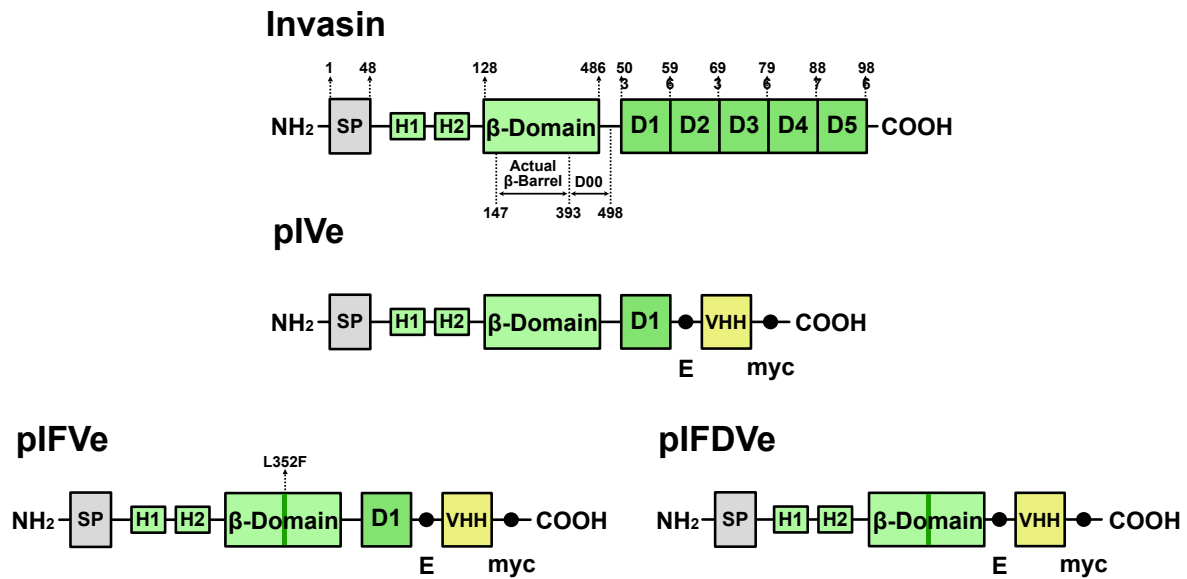 Invasin
1 48 128 486 503 596 693 796 887 986
NH2 SP H1 H2 β-Domain D1 D2 D3 D4 D5 COOH
Actual
β-Barrel D00
147 393 498
pIVe
NH2 SP H1 H2 β-Domain D1 VHH COOH
E myc
pIFVe
L352F
NH2 SP H1 H2 β-Domain D1 VHH COOH
E myc
pIFDVe
NH2 SP H1 H2 β-Domain VHH COOH
E myc